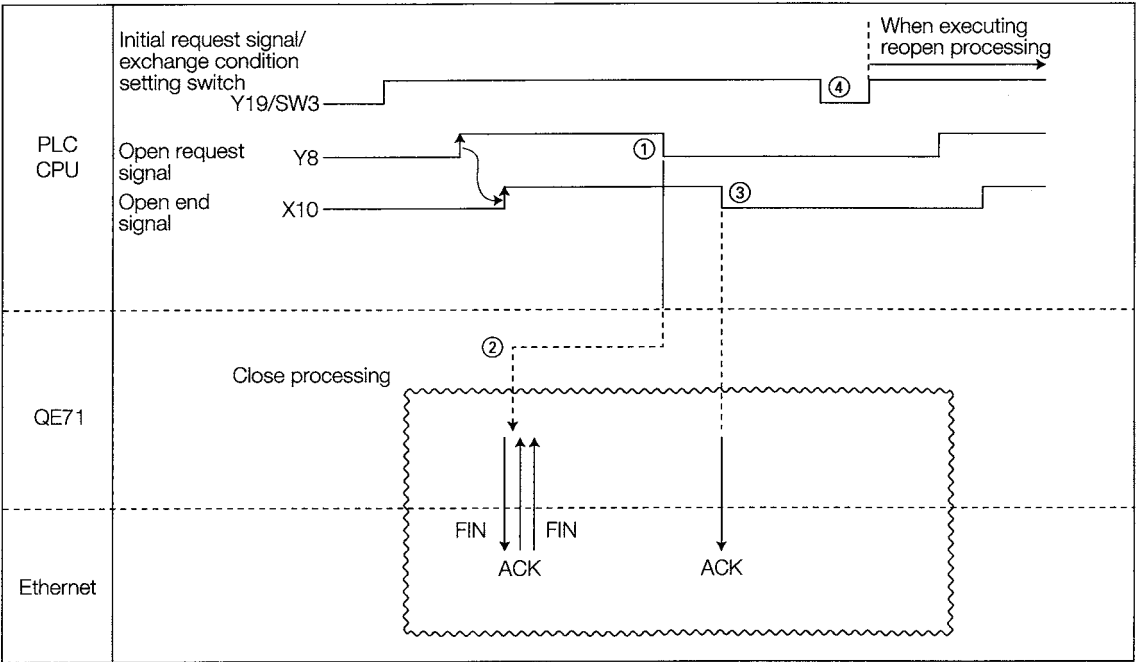 Initial request signal/
exchange condition
setting switch
Y19/SW3
When executing
reopen processing
④
PLC
CPU
Open request
signal
Y8
①
Open end
signal
X10
③
②
Close processing
QE71
FIN
FIN
Ethernet
ACK
ACK